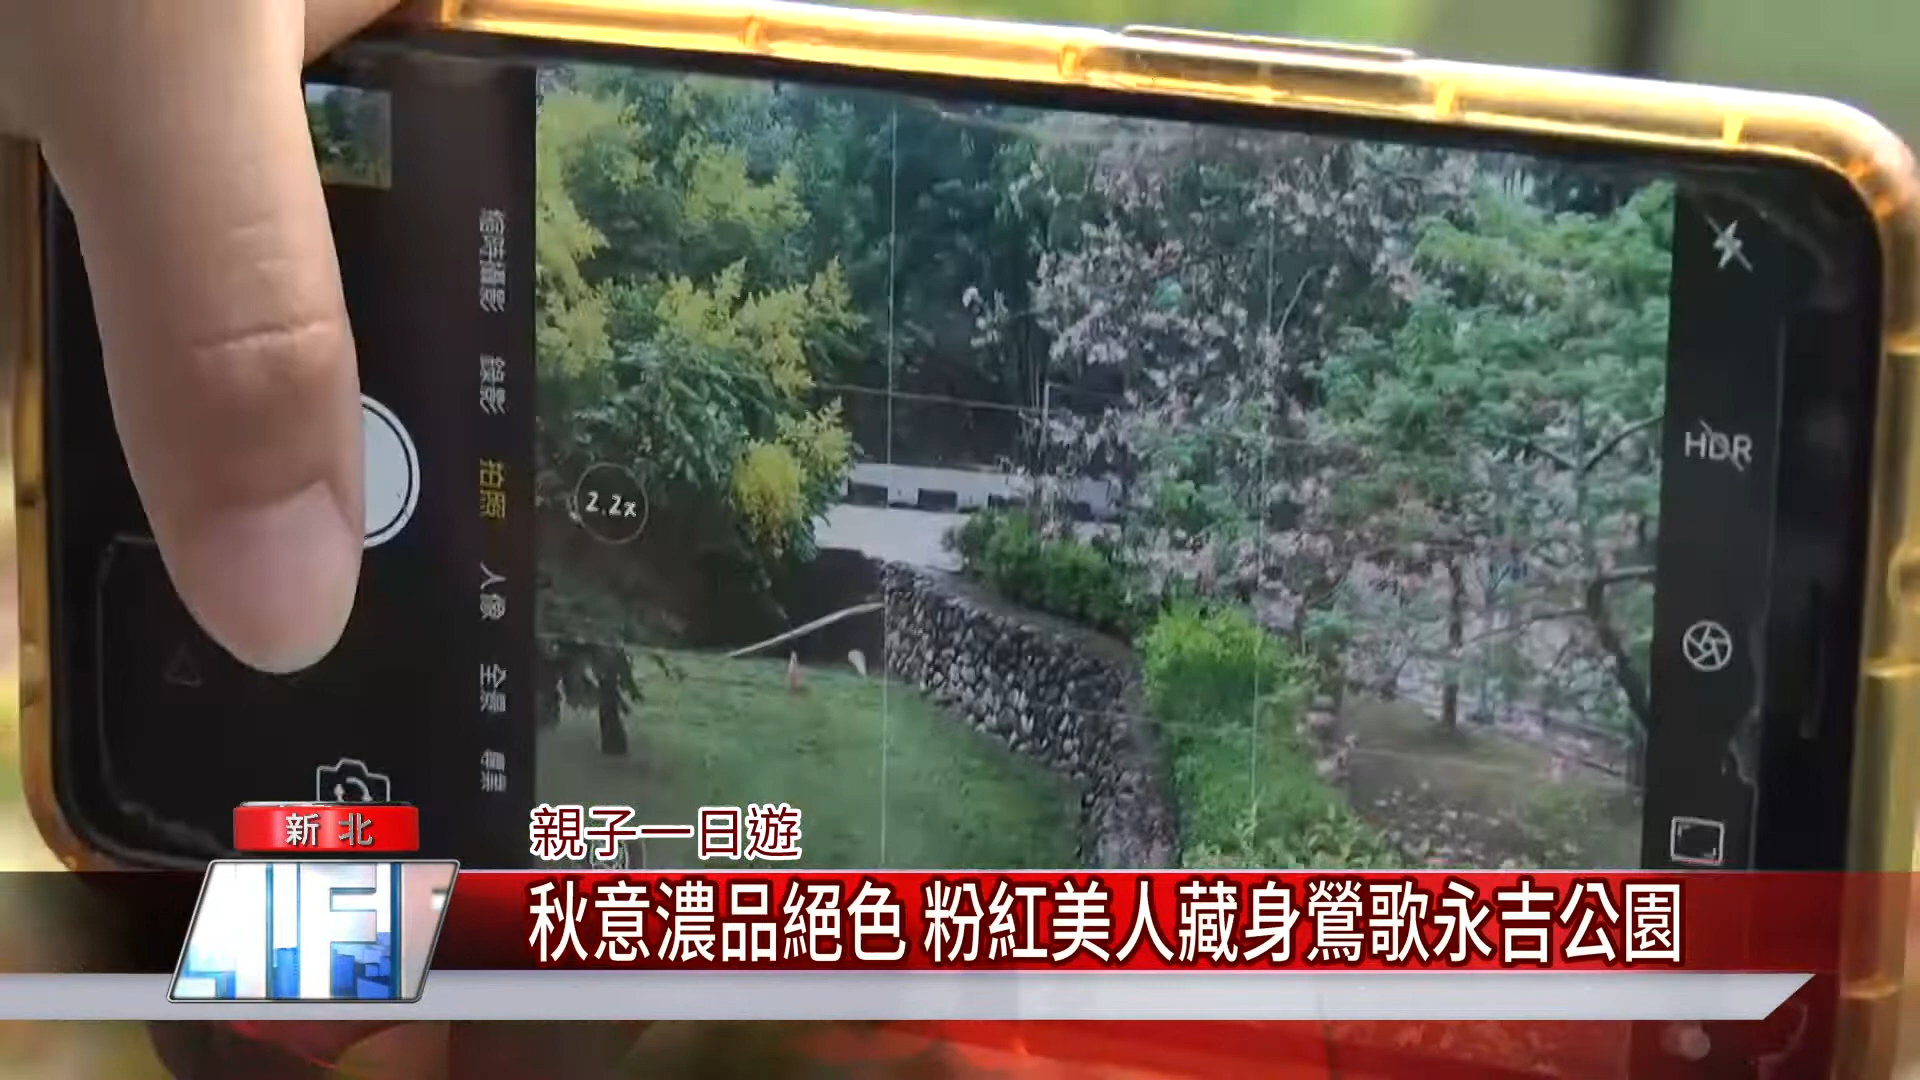 縮時攝影
錄影
拍照
人像
全景
專業
2.2x
HDR
新北
親子一日遊
秋意濃品絕色 粉紅美人藏身鶯歌永吉公園